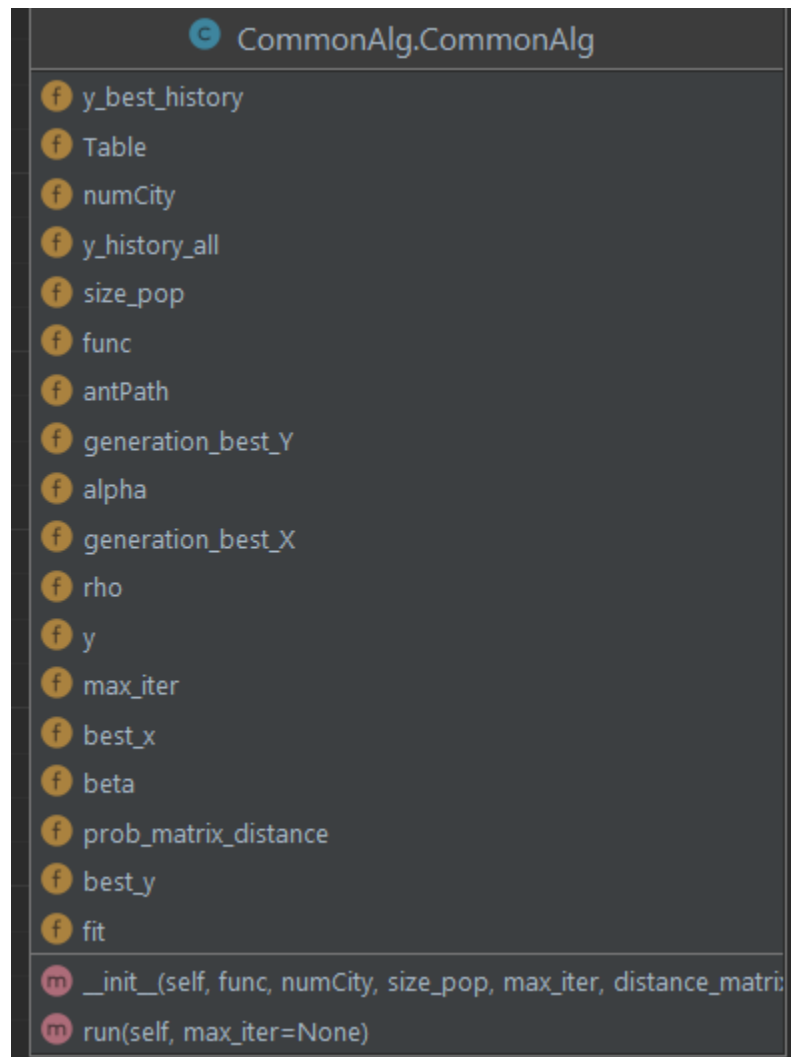 C CommonAlg.CommonAlg
f y_best_history
f Table
f numCity
f y_history_all
f size_pop
f func
f antPath
f generation_best_Y
f alpha
f generation_best_X
f rho
f y
f max_iter
f best_x
f beta
f prob_matrix_distance
f best_y
f fit
m __init__(self, func, numCity, size_pop, max_iter, distance_matri
m run(self, max_iter=None)